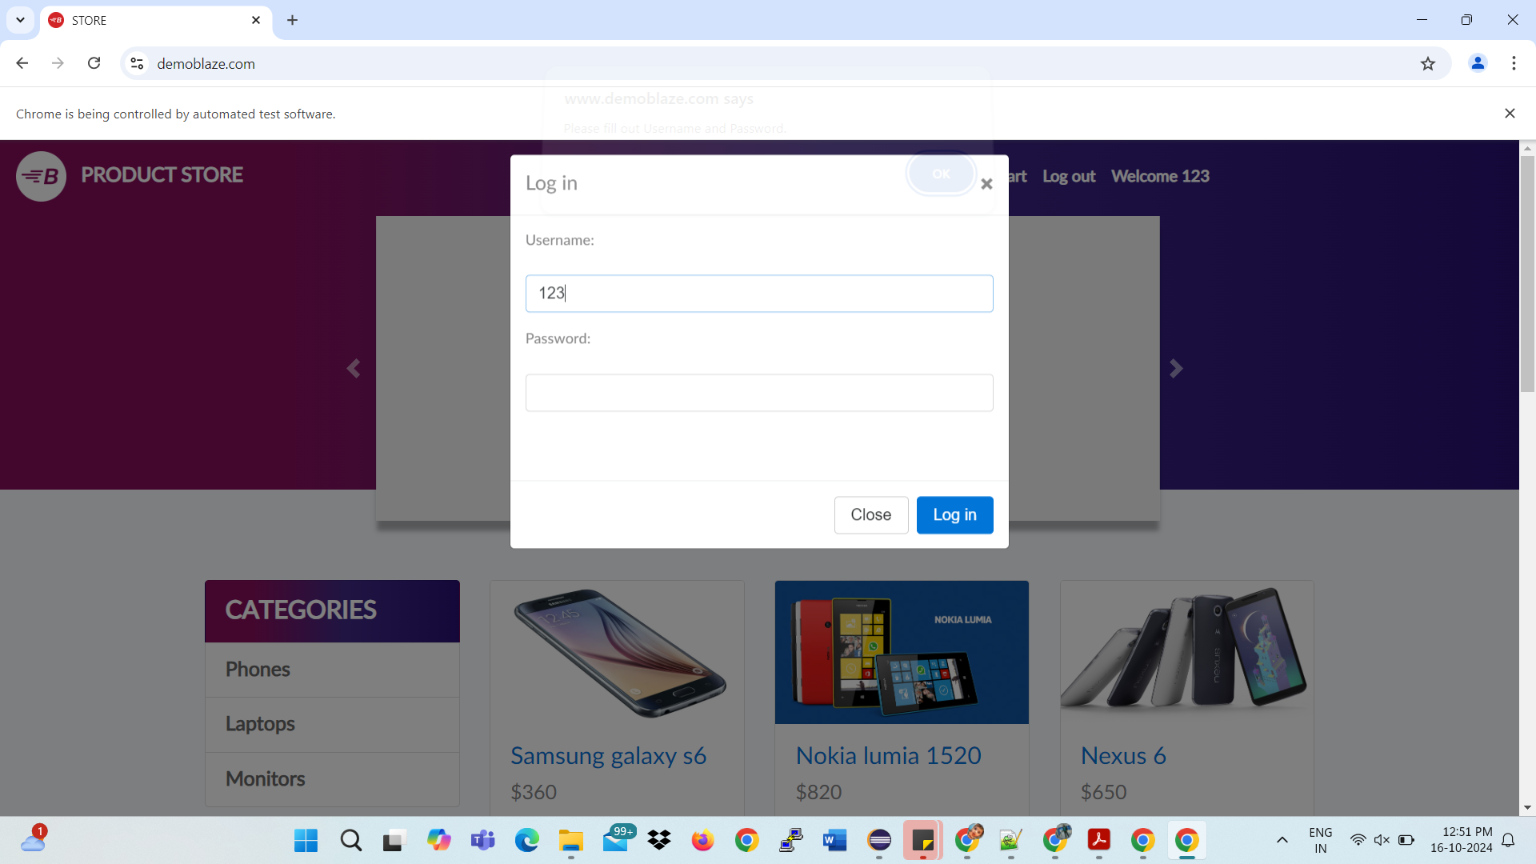 STORE
demoblaze.com
Chrome is being controlled by automated test software.
www.demoblaze.com says
Please fill out Username and Password.
OK
PRODUCT STORE
art
Log out
Welcome 123
Log in
Username:
123
Password:
Close
Log in
CATEGORIES
Phones
Laptops
Monitors
NOKIA LUMIA
Samsung galaxy s6
$360
Nokia lumia 1520
$820
Nexus 6
$650
1
99+
ENG
IN
12:51 PM
16-10-2024